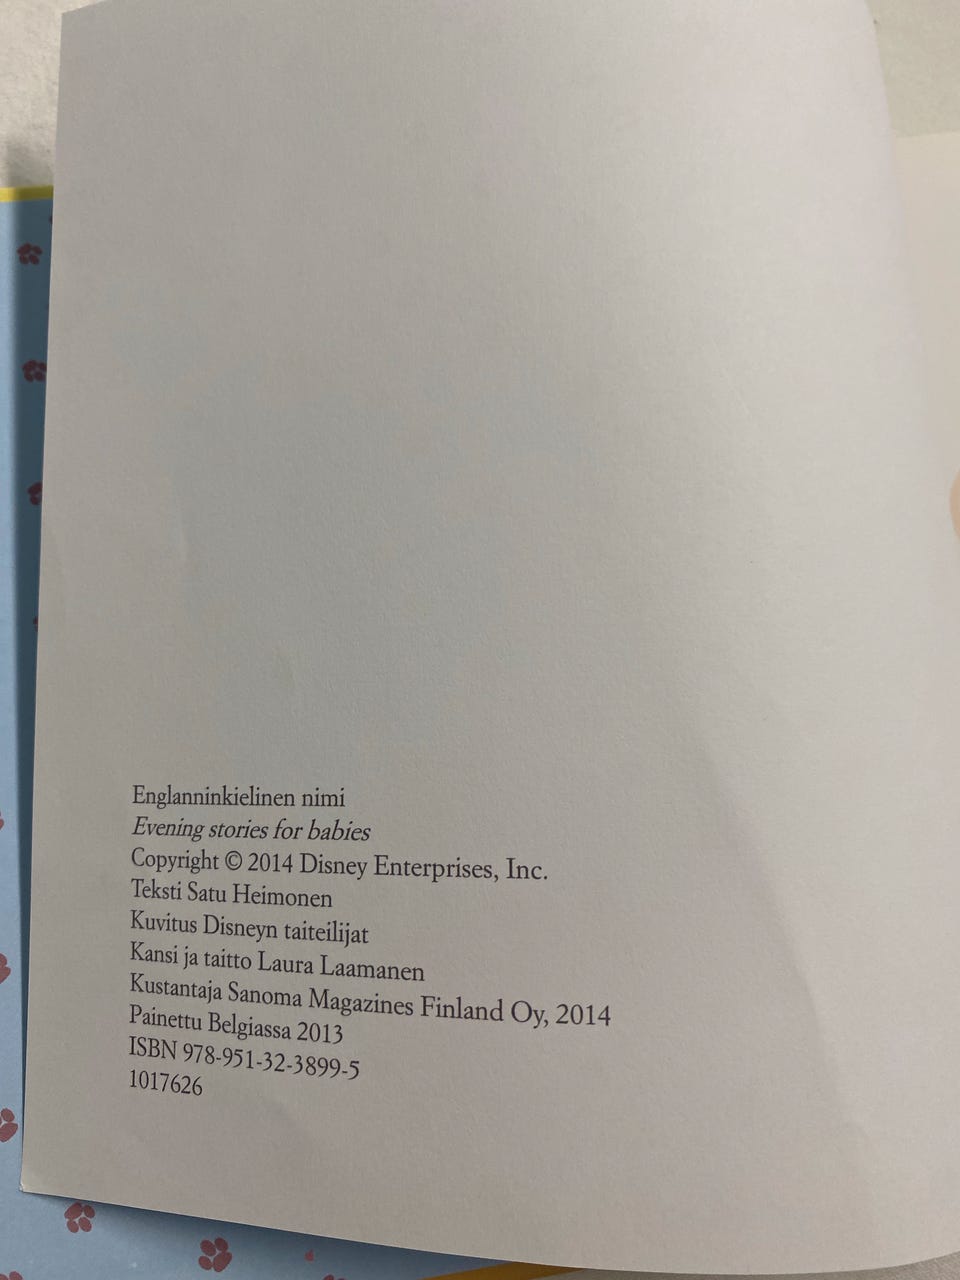 Englanninkielinen nimi
Evening stories for babies
Copyright © 2014 Disney Enterprises, Inc.
Teksti Satu Heimonen
Kuvitus Disneyn taiteilijat
Kansi ja taitto Laura Laamanen
Kustantaja Sanoma Magazines Finland Oy, 2014
Painettu Belgiassa 2013
ISBN 978-951-32-3899-5
1017626